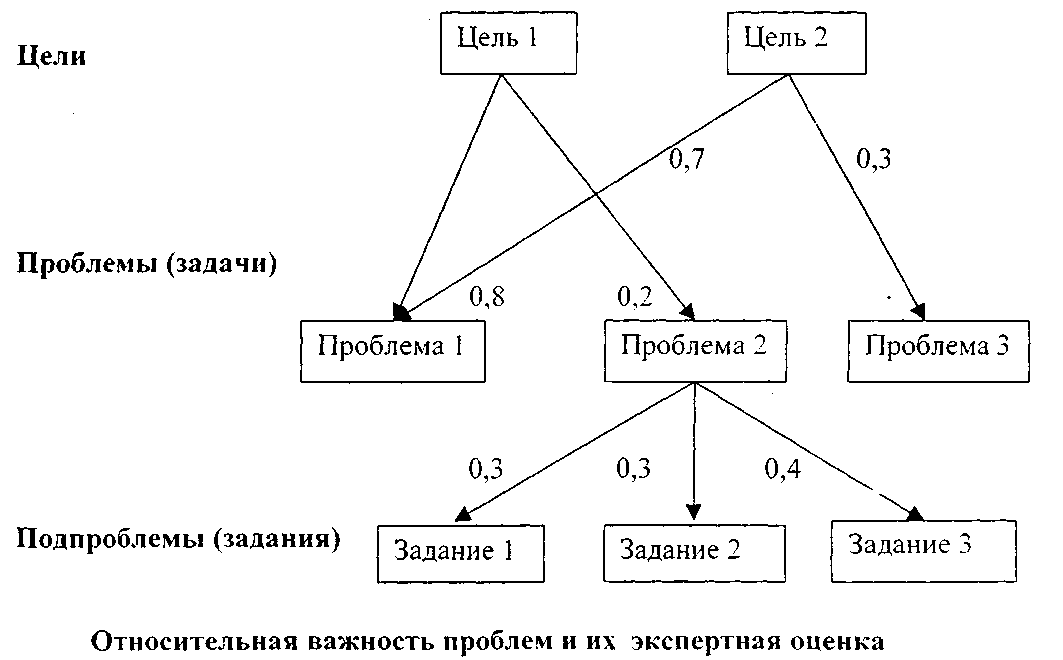 Цель 1
Цель 2
Цели
0,7
0,3
Проблемы (задачи)
0,8
0,2
Проблема 1
Проблема 2
Проблема 3
0,3
0,3
0,4
Подпроблемы (задания)
Задание 1
Задание 2
Задание 3
Относительная важность проблем и их экспертная оценка